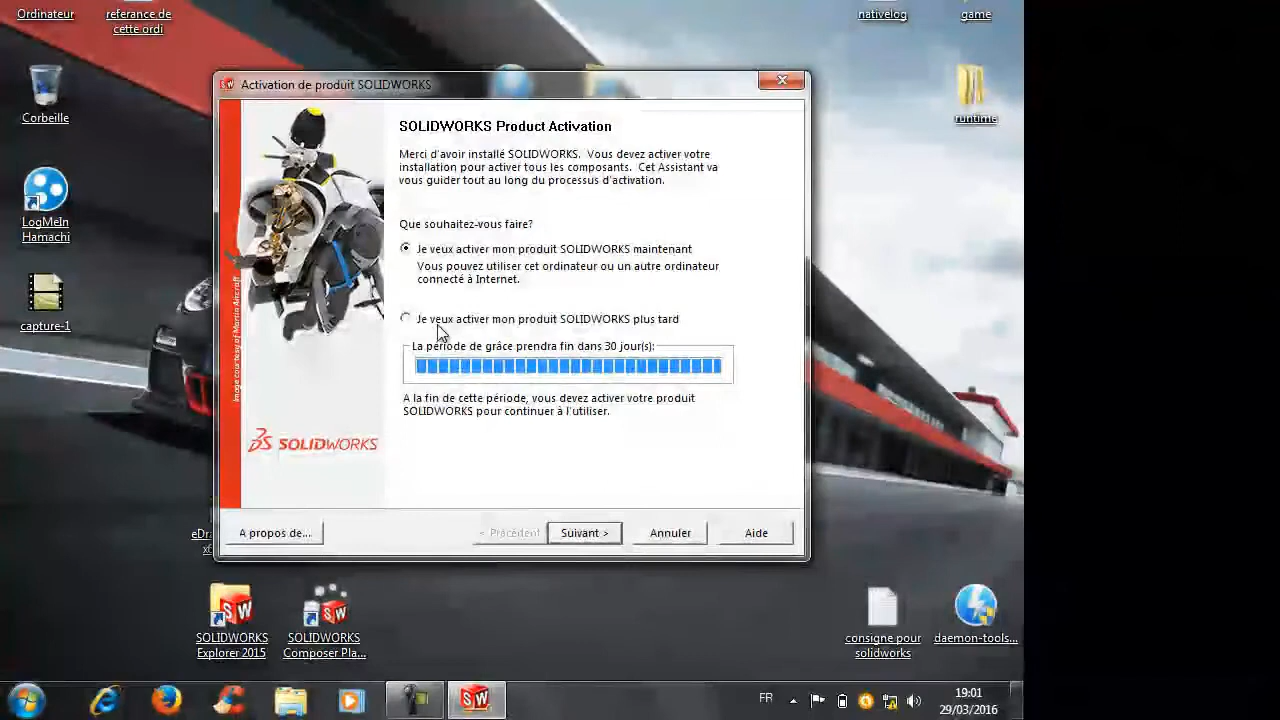 Ordinateur
referance de
cette ordi
nativelog
game
Corbeille
runtime
LogMeIn
Hamachi
capture-1
Activation de produit SOLIDWORKS
SOLIDWORKS Product Activation
Merci d'avoir installé SOLIDWORKS. Vous devez activer votre
installation pour activer tous les composants. Cet Assistant va
vous guider tout au long du processus d'activation.
Que souhaitez-vous faire?
Je veux activer mon produit SOLIDWORKS maintenant
Vous pouvez utiliser cet ordinateur ou un autre ordinateur
connecté à Internet.
Je veux activer mon produit SOLIDWORKS plus tard
La période de grâce prendra fin dans 30 jour(s):
A la fin de cette période, vous devez activer votre produit
SOLIDWORKS pour continuer à l'utiliser.
Image courtesy of Martin Aircraft
SOLIDWORKS
A propos de...
< Précédent
Suivant >
Annuler
Aide
eDr
SOLIDWORKS
Explorer 2015
SOLIDWORKS
Composer Pla...
consigne pour
solidworks
daemon-tools...
FR
19:01
29/03/2016